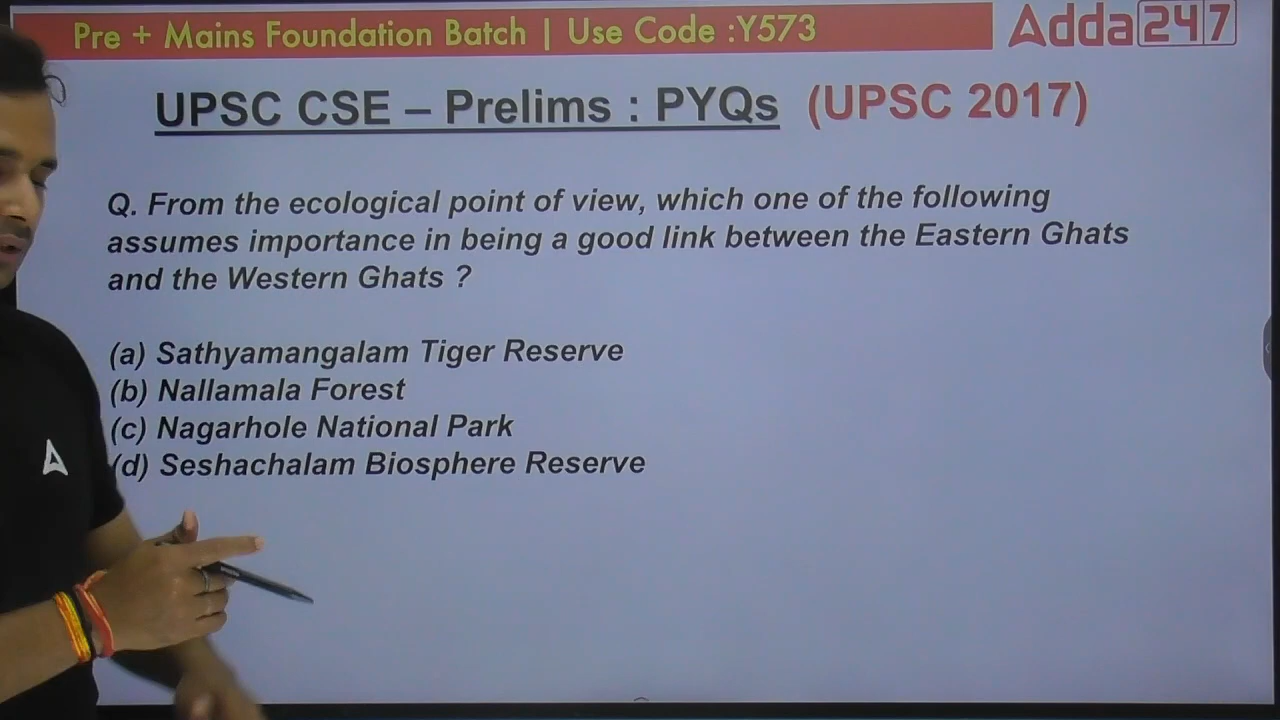 Pre + Mains Foundation Batch | Use Code :Y573
Adda247
UPSC CSE – Prelims : PYQs (UPSC 2017)
Q. From the ecological point of view, which one of the following
assumes importance in being a good link between the Eastern Ghats
and the Western Ghats ?
(a) Sathyamangalam Tiger Reserve
(b) Nallamala Forest
(c) Nagarhole National Park
(d) Seshachalam Biosphere Reserve